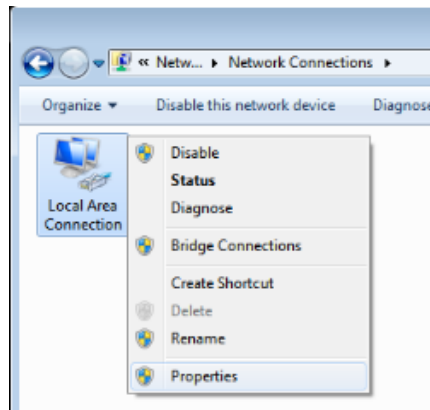 « Netw... ▸ Network Connections ▸
Organize ▾ Disable this network device Diagnose
Local Area
Connection
Disable
Status
Diagnose
Bridge Connections
Create Shortcut
Delete
Rename
Properties